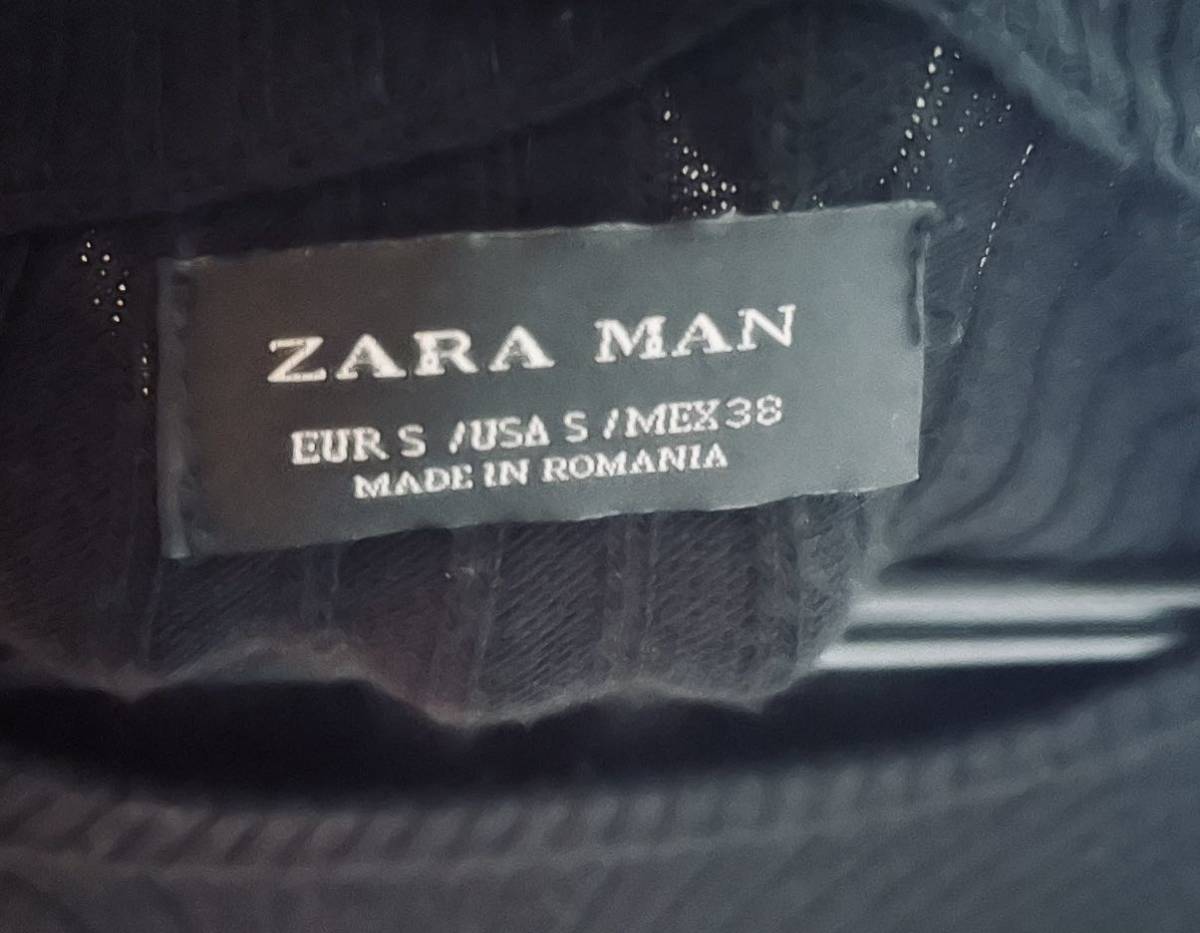 ZARA MAN
EUR S / USA S / MEX 38
MADE IN ROMANIA